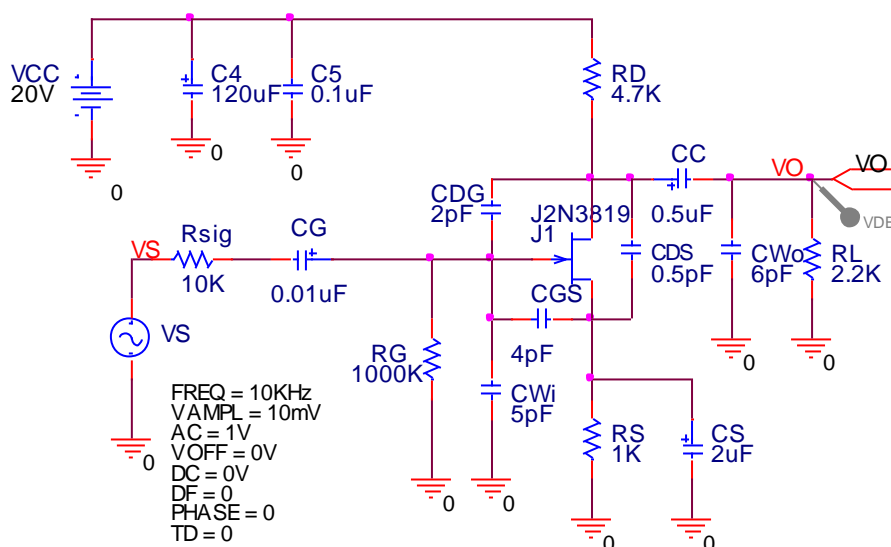 VCC
20V
C4
120uF
C5
0.1uF
RD
4.7K
0
0
0
CC
0.5uF
VO
VO
VDB
CDG
2pF
J2N3819
J1
CDS
0.5pF
CWo
6pF
RL
2.2K
0
0
VS
Rsig
10K
CG
0.01uF
CGS
4pF
VS
RG
1000K
CWi
5pF
RS
1K
CS
2uF
FREQ = 10KHz
VAMPL = 10mV
AC = 1V
VOFF = 0V
DC = 0V
DF = 0
PHASE = 0
TD = 0
0
0
0
0
0